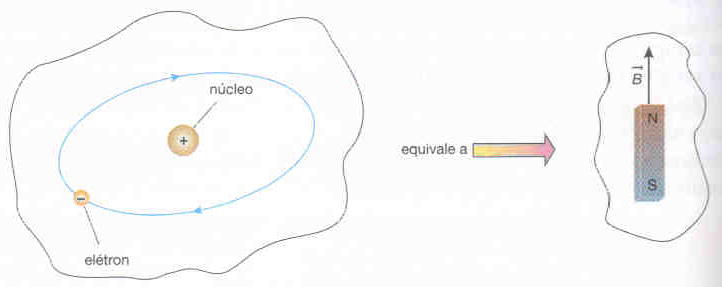 núcleo
+
−
elétron
equivale a
B
N
S